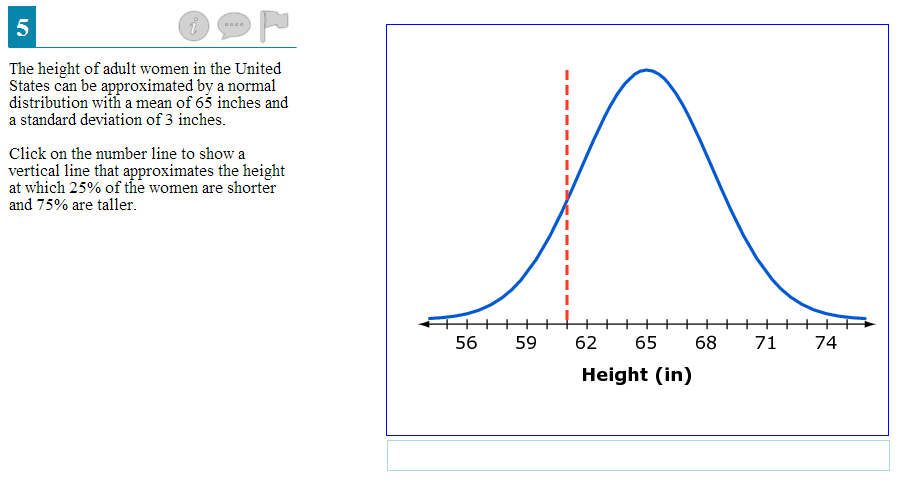 5
i
The height of adult women in the United
States can be approximated by a normal
distribution with a mean of 65 inches and
a standard deviation of 3 inches.
Click on the number line to show a
vertical line that approximates the height
at which 25% of the women are shorter
and 75% are taller.
56 59 62 65 68 71 74
Height (in)